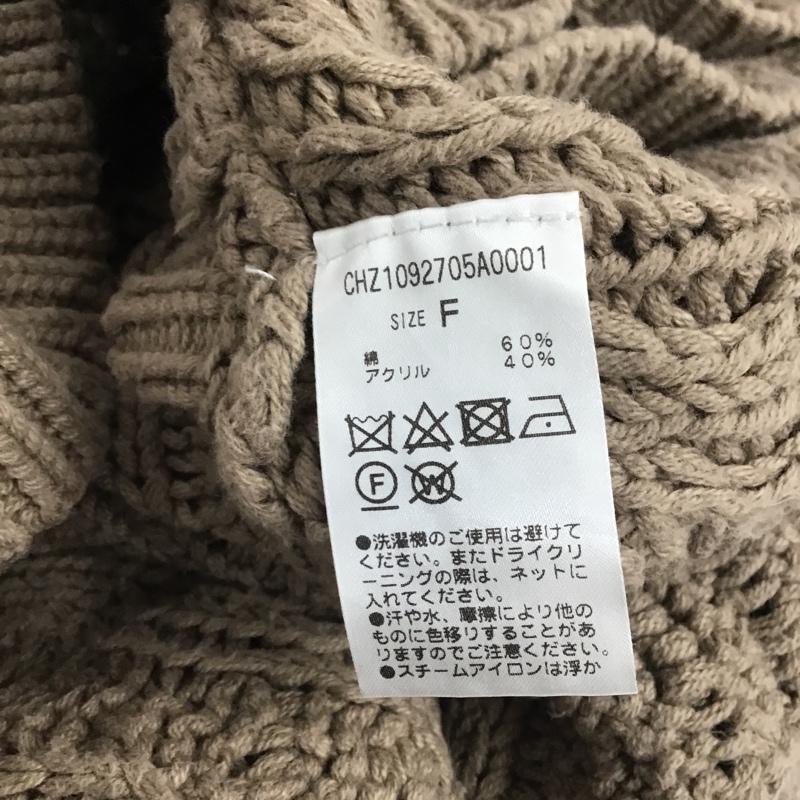 CHZ1092705A0001
SIZE F
綿 60%
アクリル 40%
F W
●洗濯機のご使用は避けて
ください。またドライクリ
ーニングの際は、ネットに
入れてください。
●汗や水、摩擦により他の
ものに色移りすることがあ
りますのでご注意ください。
●スチームアイロンは浮か